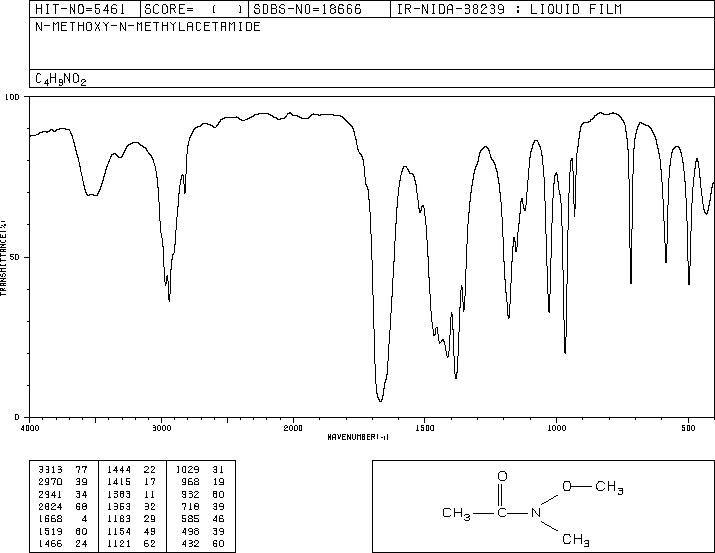 HIT-NO=5461 SCORE= ( ) SDBS-NO=18666 IR-NIDA-38239 : LIQUID FILM
N-METHOXY-N-METHYLACETAMIDE
C4H9NO2
100
50
0
TRANSMITTANCE(%)
4000 3000 2000 1500 1000 500
WAVENUMBER(-1)
3313 77 1444 22 1029 31
2970 39 1415 17 968 19
2941 34 1383 11 932 60
2824 68 1353 32 718 39
1668 4 1183 29 585 46
1519 60 1154 49 498 39
1466 24 1121 62 432 60
O
O—CH3
CH3—C—N
CH3